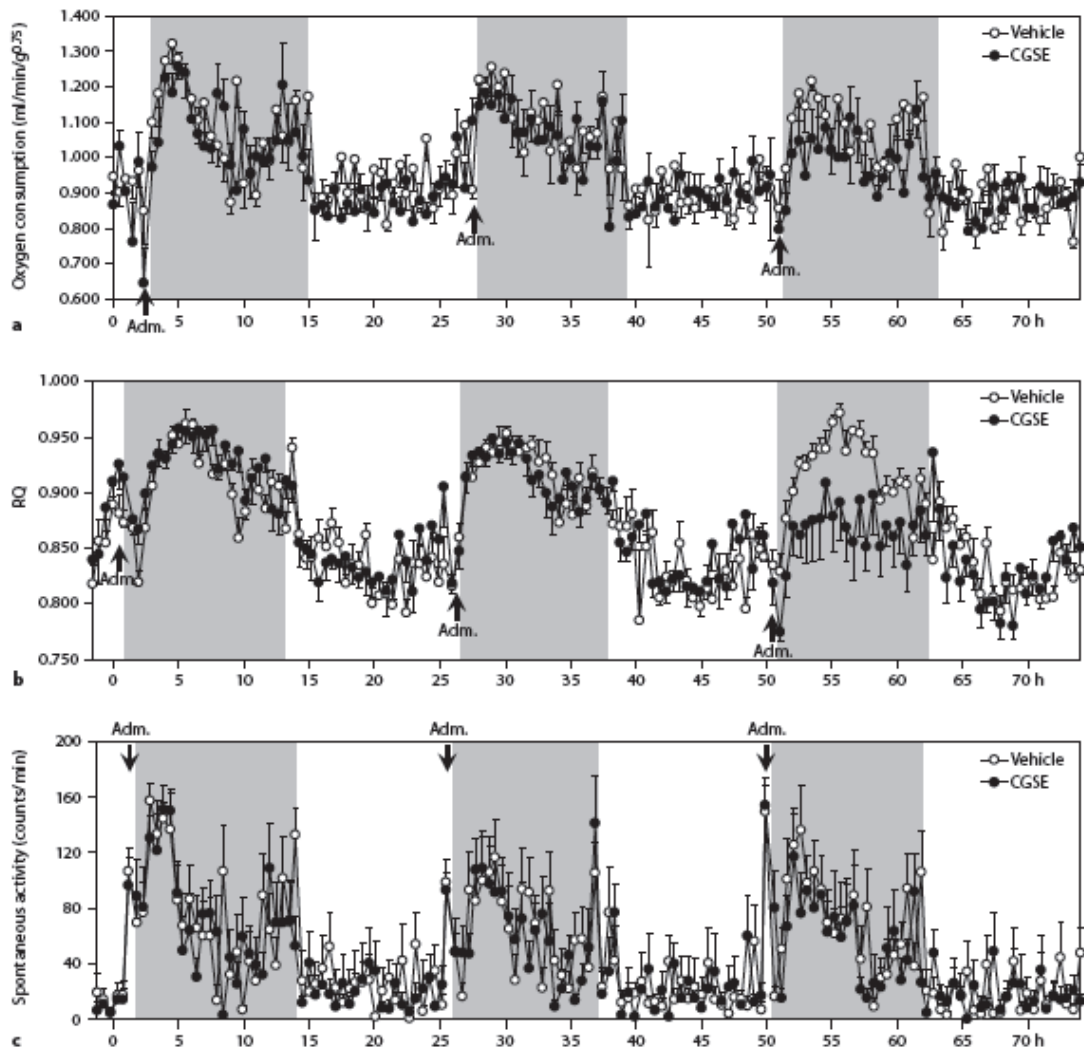 1.400
1.300
1.200
1.100
1.000
0.900
0.800
0.700
0.600
Oxygen consumption (ml/min/g0.75)
Vehicle
CGSE
Adm.
Adm.
Adm.
0 5 10 15 20 25 30 35 40 45 50 55 60 65 70 h
a
1.000
0.950
0.900
0.850
0.800
0.750
RQ
Vehicle
CGSE
Adm.
Adm.
Adm.
0 5 10 15 20 25 30 35 40 45 50 55 60 65 70 h
b
Adm. Adm. Adm.
200
160
120
80
40
0
Spontaneous activity (counts/min)
Vehicle
CGSE
0 5 10 15 20 25 30 35 40 45 50 55 60 65 70 h
c